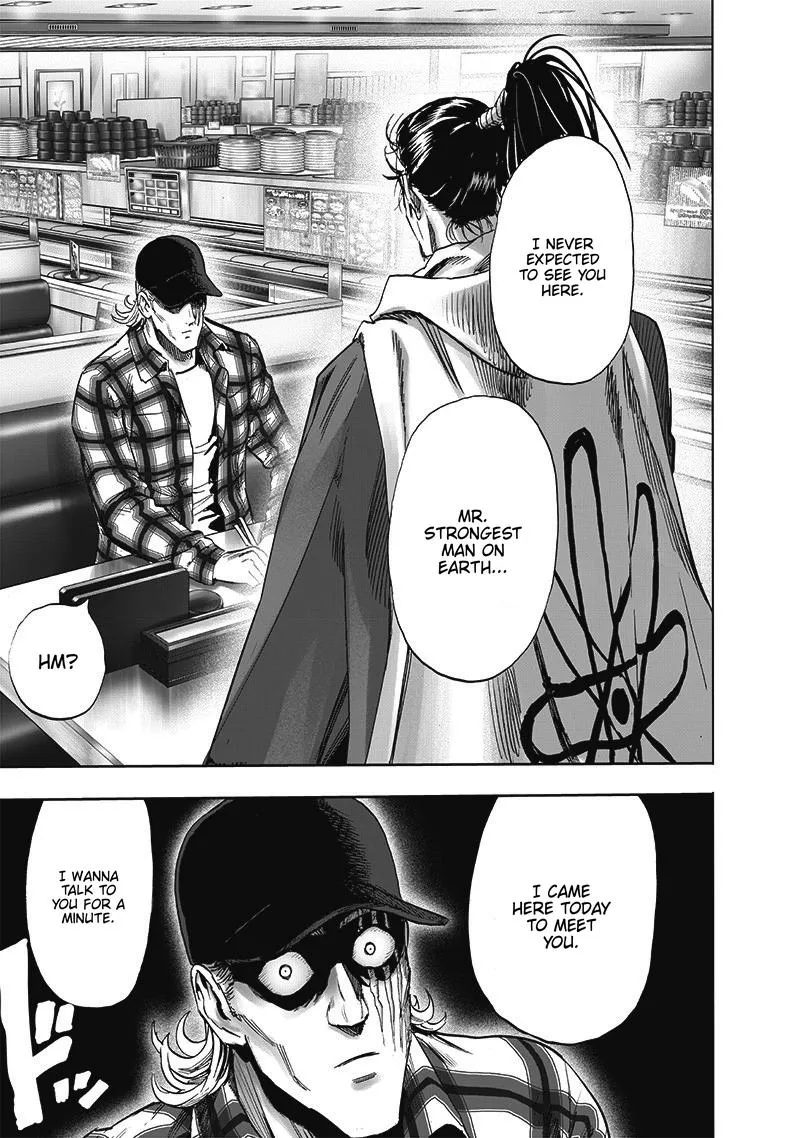 I NEVER
EXPECTED
TO SEE YOU
HERE.
MR.
STRONGEST
MAN ON
EARTH...
HM?
I CAME
HERE TODAY
TO MEET
YOU.
I WANNA
TALK TO
YOU FOR A
MINUTE.
ド